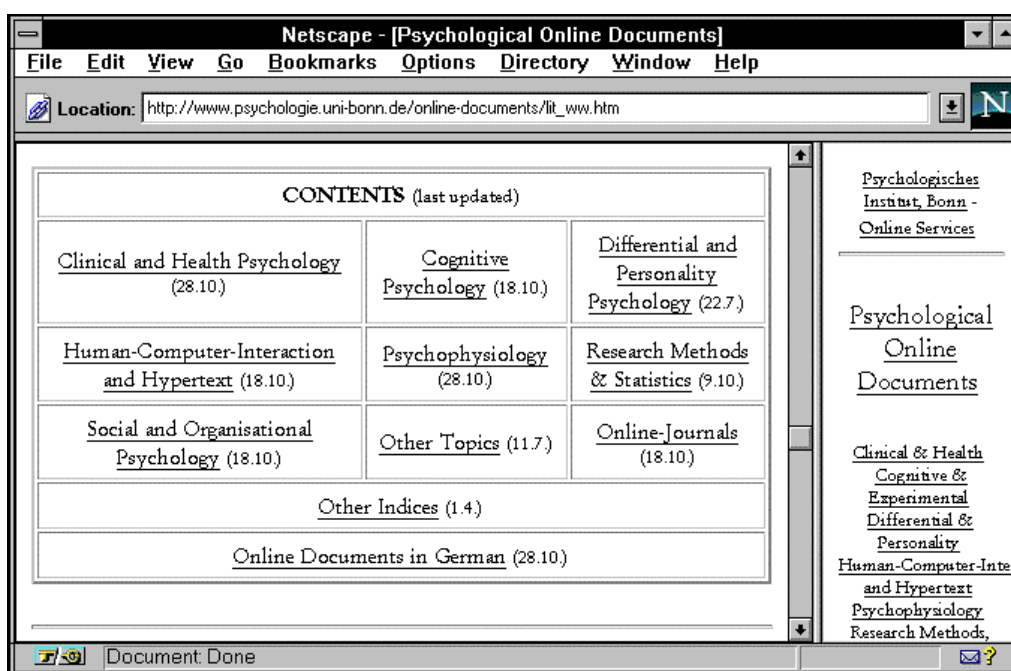 Netscape - [Psychological Online Documents]
File Edit View Go Bookmarks Options Directory Window Help
Location: http://www.psychologie.uni-bonn.de/online-documents/lit_ww.htm
N
CONTENTS (last updated)
Clinical and Health Psychology
(28.10.)
Cognitive
Psychology (18.10.)
Differential and
Personality
Psychology (22.7.)
Human-Computer-Interaction
and Hypertext (18.10.)
Psychophysiology
(28.10.)
Research Methods
& Statistics (9.10.)
Social and Organisational
Psychology (18.10.)
Other Topics (11.7.)
Online-Journals
(18.10.)
Other Indices (1.4.)
Online Documents in German (28.10.)
Psychologisches
Institut, Bonn -
Online Services
Psychological
Online
Documents
Clinical & Health
Cognitive &
Experimental
Differential &
Personality
Human-Computer-Inte
and Hypertext
Psychophysiology
Research Methods,
Document: Done
?